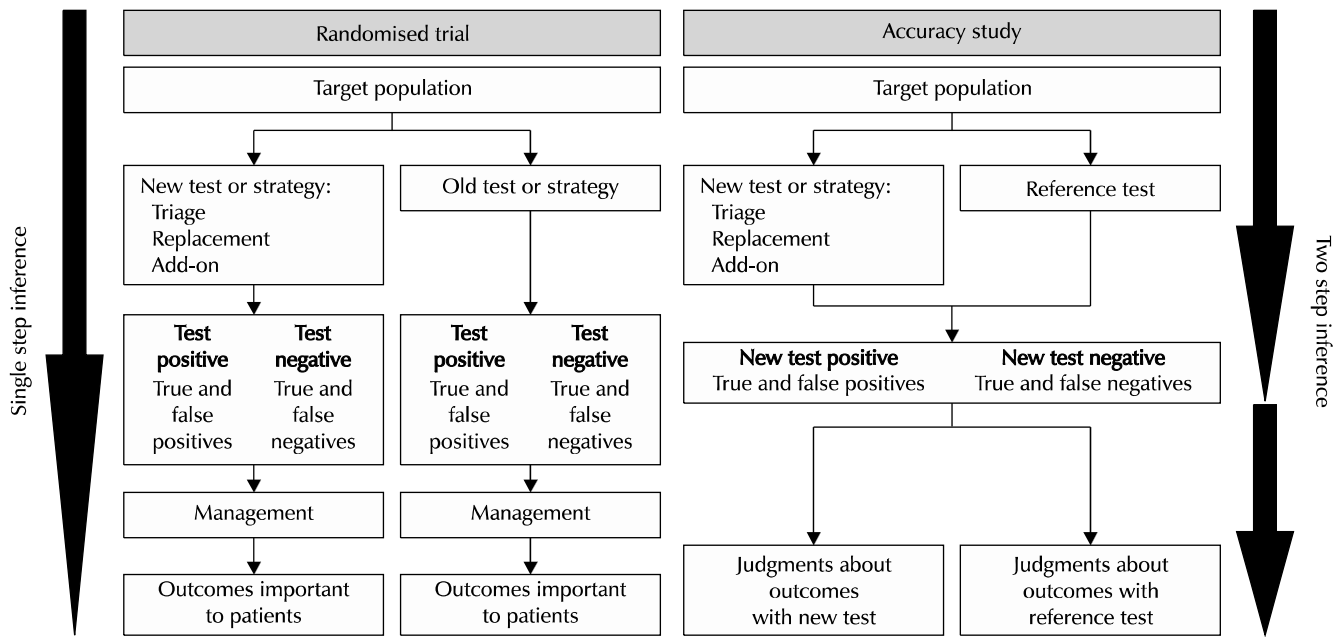 Randomised trial
Target population
New test or strategy:
Triage
Replacement
Add-on
Old test or strategy
Test
positive
True and
false
positives
Test
negative
True and
false
negatives
Test
positive
True and
false
positives
Test
negative
True and
false
negatives
Management
Management
Outcomes important
to patients
Outcomes important
to patients
Single step inference
Accuracy study
Target population
New test or strategy:
Triage
Replacement
Add-on
Reference test
New test positive
True and false positives
New test negative
True and false negatives
Judgments about
outcomes
with new test
Judgments about
outcomes with
reference test
Two step inference